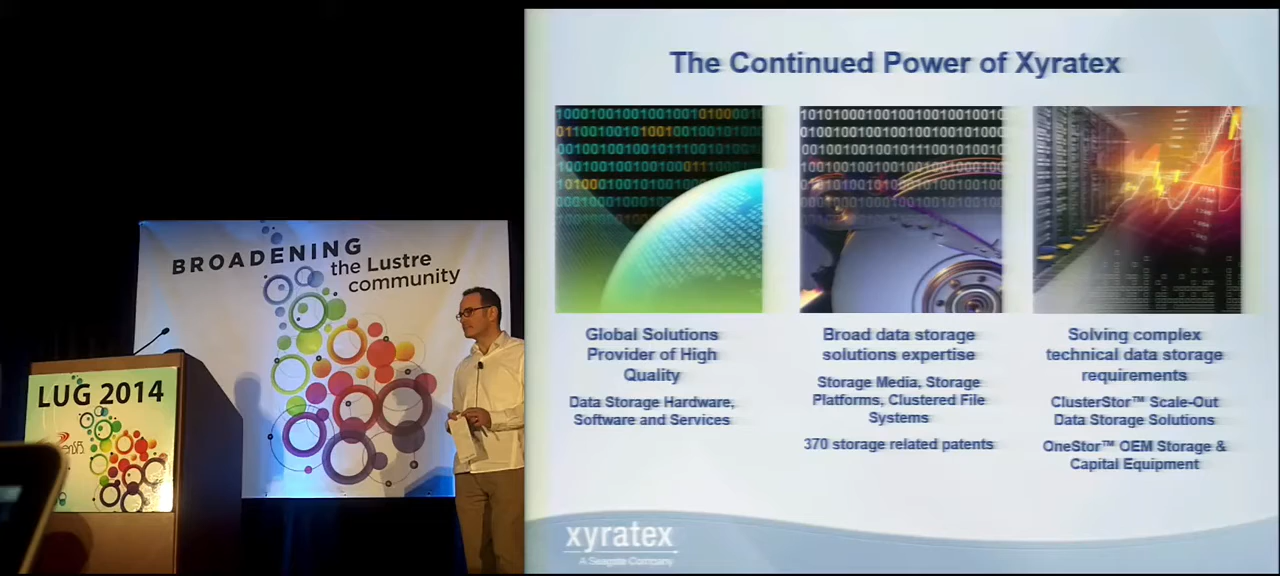 BROADENING
the Lustre
community
LUG 2014
The Continued Power of Xyratex
Global Solutions
Provider of High
Quality
Data Storage Hardware,
Software and Services
Broad data storage
solutions expertise
Storage Media, Storage
Platforms, Clustered File
Systems
370 storage related patents
Solving complex
technical data storage
requirements
ClusterStor™ Scale-Out
Data Storage Solutions
OneStor™ OEM Storage &
Capital Equipment
xyratex
A Seagate Company